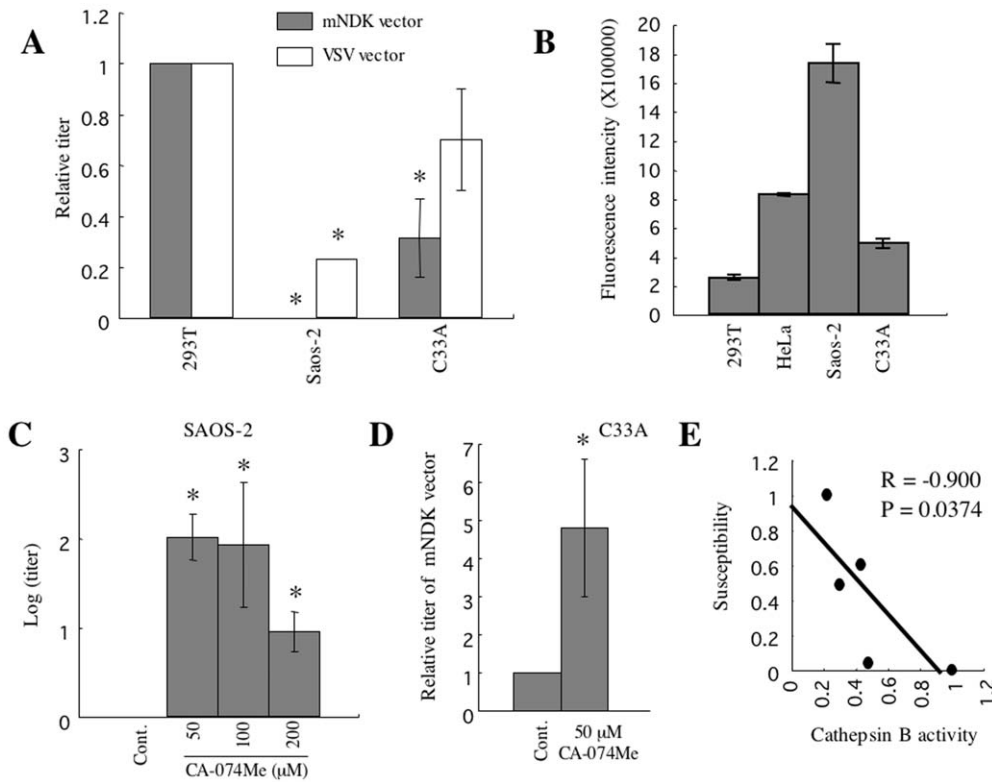 A
1.2
1
0.8
0.6
0.4
0.2
0
Relative titer
mNDK vector
VSV vector
*
*
*
293T
Saos-2
C33A
B
20
18
16
14
12
10
8
6
4
2
0
Fluorescence intencity (X100000)
293T
HeLa
Saos-2
C33A
C
SAOS-2
3
2
1
0
Log (titer)
*
*
*
Cont.
50
100
200
CA-074Me (μM)
D
C33A
7
6
5
4
3
2
1
0
Relative titer of mNDK vector
*
Cont.
50 μM
CA-074Me
E
1.2
1
0.8
0.6
0.4
0.2
0
Susceptibility
R = -0.900
P = 0.0374
0
0.2
0.4
0.6
0.8
1
1.2
Cathepsin B activity